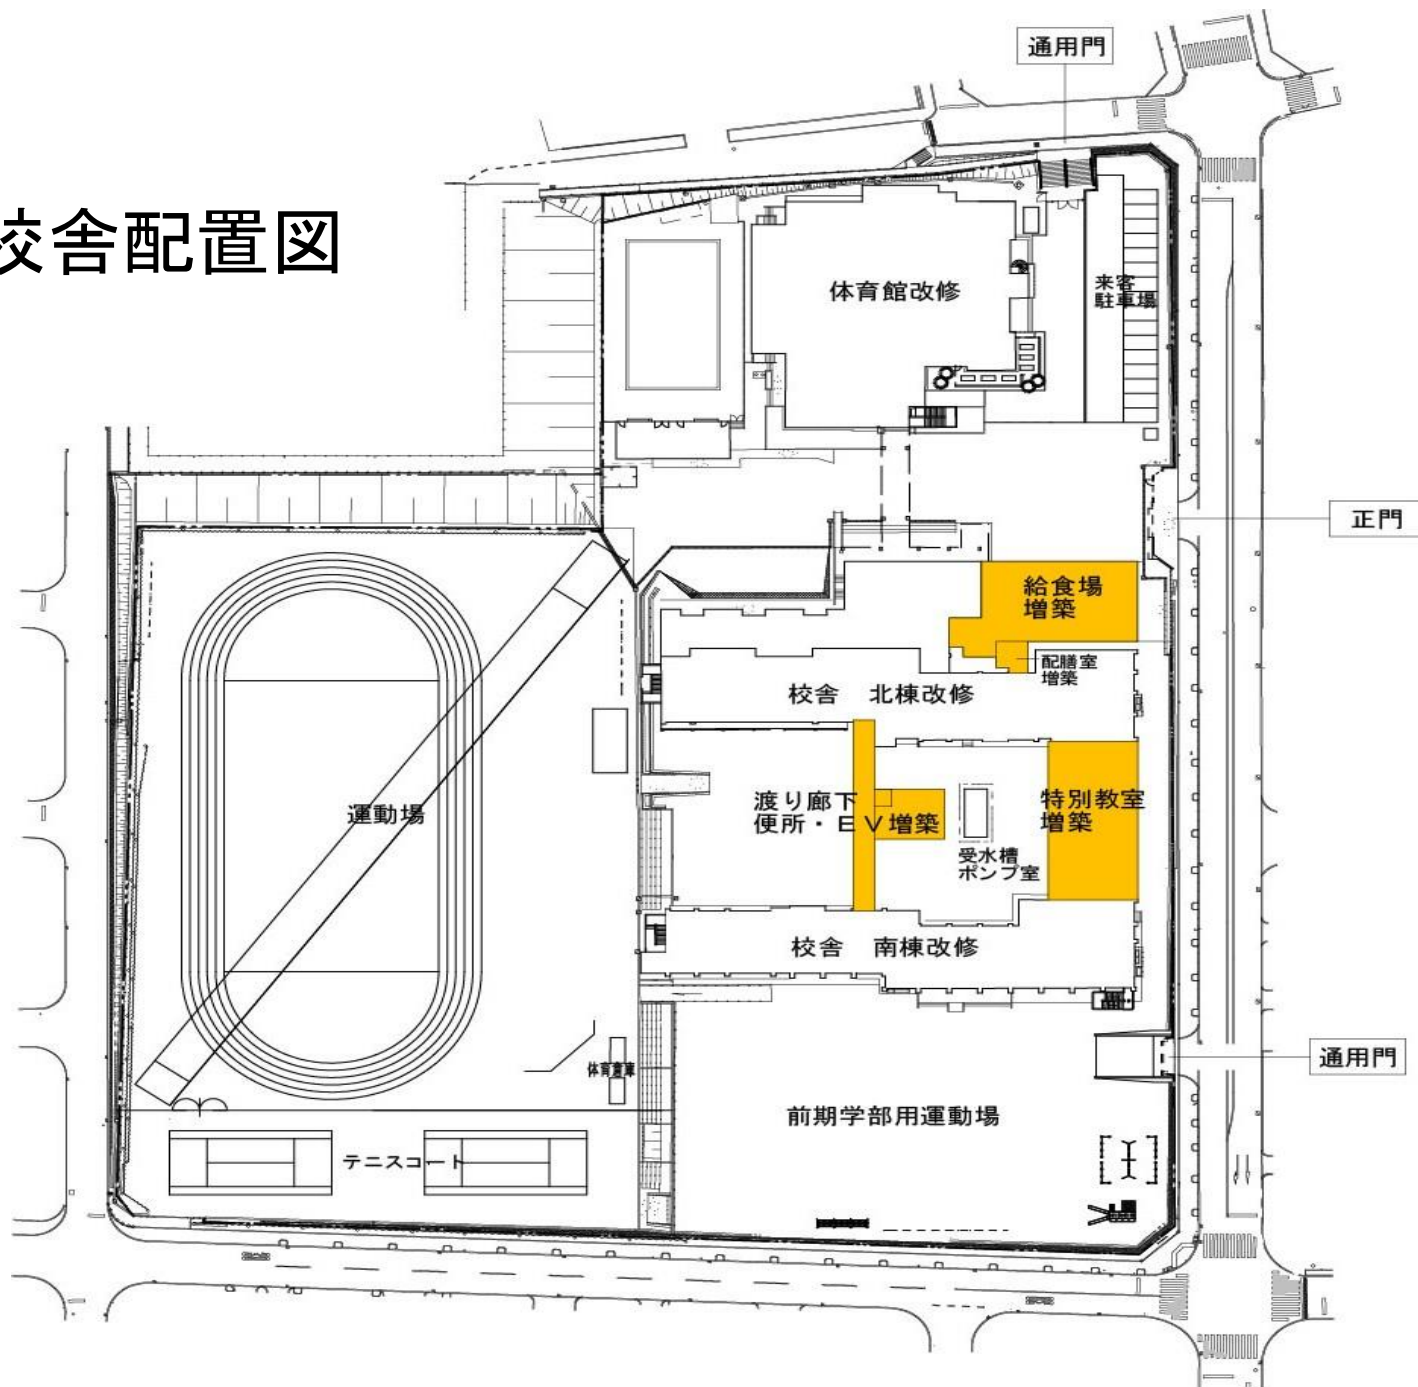 通用門
校舎配置図
体育館改修
来客
駐車場
正門
給食場
増築
配膳室
増築
校舎 北棟改修
渡り廊下
便所・EV増築
特別教室
増築
運動場
受水槽
ポンプ室
校舎 南棟改修
通用門
体育倉庫
前期学部用運動場
テニスコート